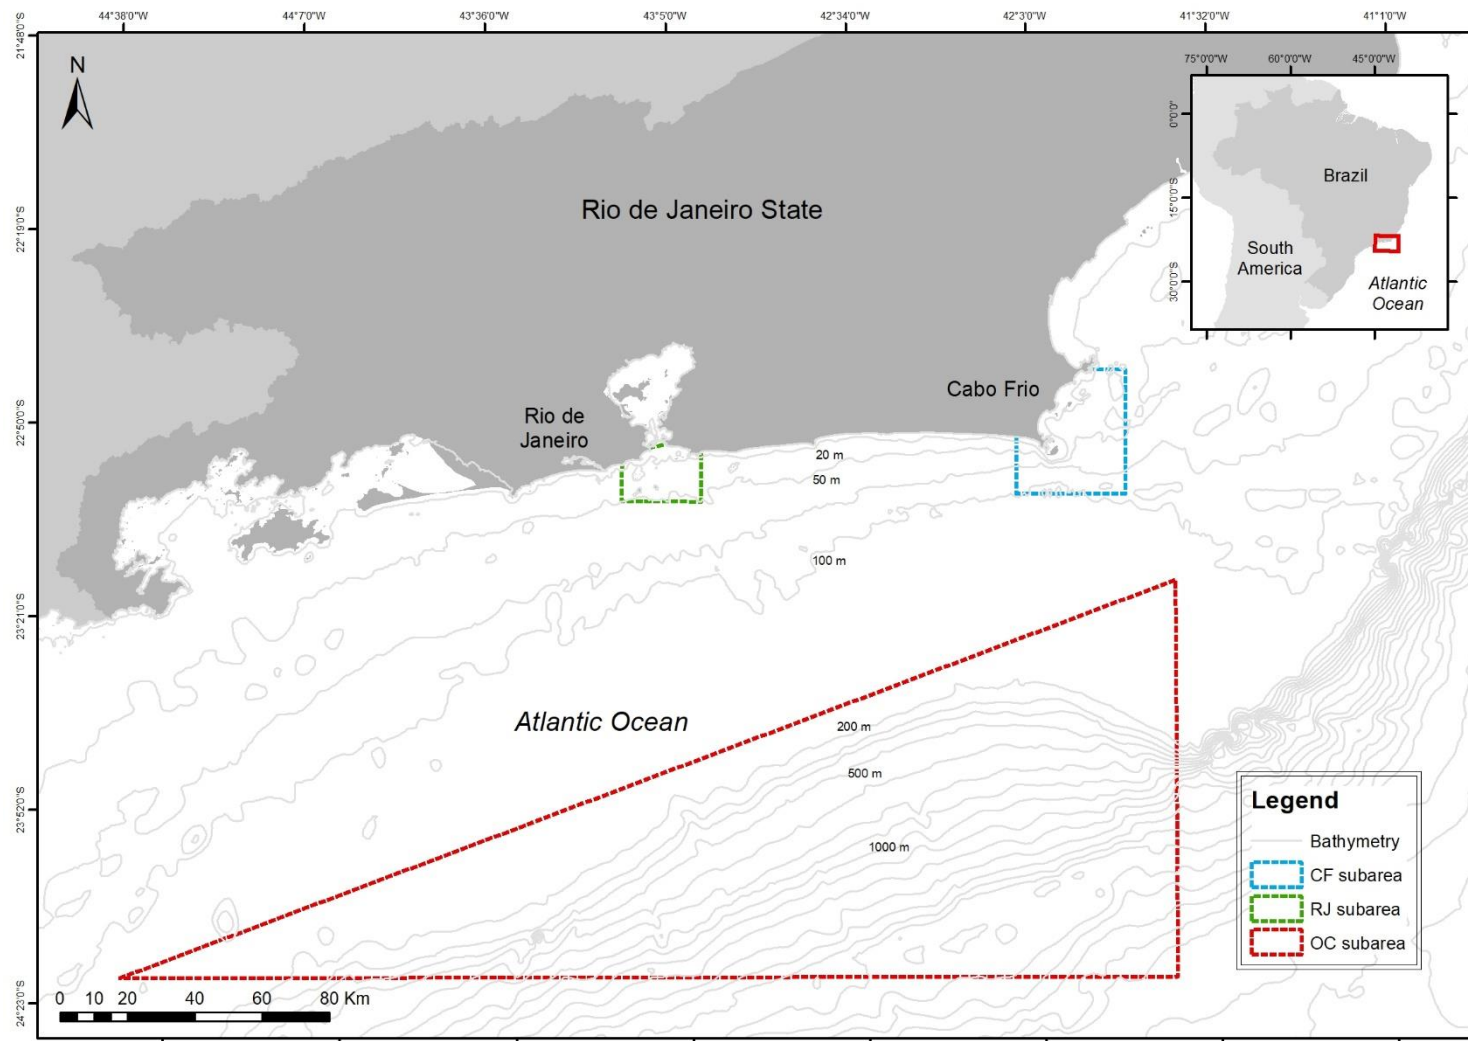 44°38'0"W
44°7'0"W
43°36'0"W
43°5'0"W
42°34'0"W
42°3'0"W
41°32'0"W
41°1'0"W
21°48'0"S
22°19'0"S
22°50'0"S
23°21'0"S
23°52'0"S
24°23'0"S
N
75°0'0"W
60°0'0"W
45°0'0"W
0°0'0"
15°0'0"S
30°0'0"S
Brazil
South
America
Atlantic
Ocean
Rio de Janeiro State
Cabo Frio
Rio de
Janeiro
20 m
50 m
100 m
Atlantic Ocean
200 m
500 m
1000 m
Legend
Bathymetry
CF subarea
RJ subarea
OC subarea
0 10 20 40 60 80 Km